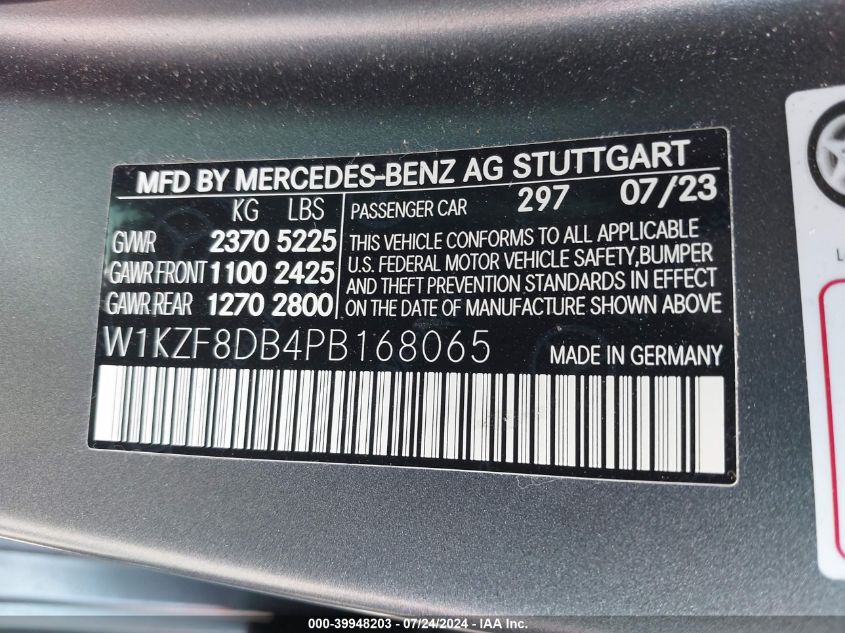 MFD BY MERCEDES-BENZ AG STUTTGART
KG LBS
GVWR 2370 5225
GAWR FRONT 1100 2425
GAWR REAR 1270 2800
PASSENGER CAR 297 07/23
THIS VEHICLE CONFORMS TO ALL APPLICABLE
U.S. FEDERAL MOTOR VEHICLE SAFETY,BUMPER
AND THEFT PREVENTION STANDARDS IN EFFECT
ON THE DATE OF MANUFACTURE SHOWN ABOVE
W1KZF8DB4PB168065 MADE IN GERMANY
000-39948203 - 07/24/2024 - IAA, Inc.